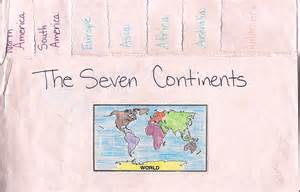 North
America
South
America
Europe
Asia
Africa
Australia
The Seven Continents
WORLD